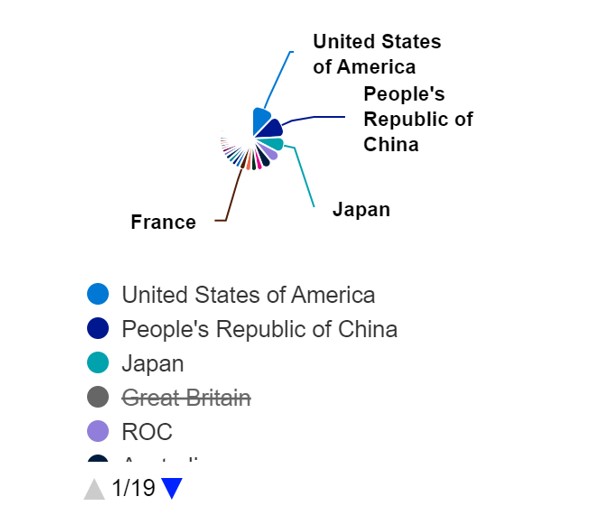 United States
of America
People's
Republic of
China
Japan
France
United States of America
People's Republic of China
Japan
Great Britain
ROC
1/19